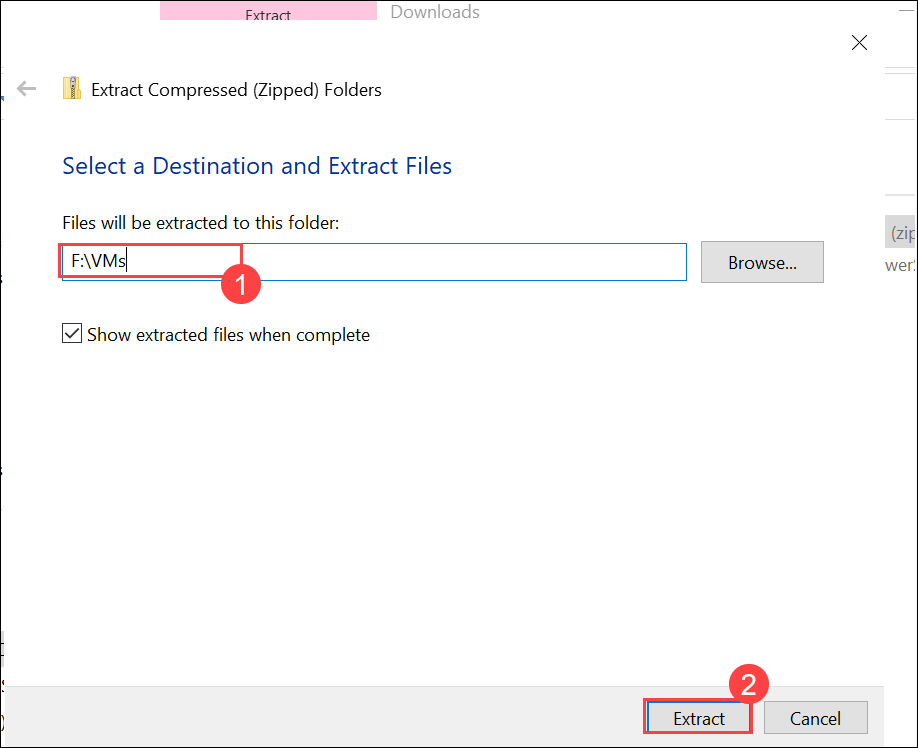 Extract
Downloads
Extract Compressed (Zipped) Folders
Select a Destination and Extract Files
Files will be extracted to this folder:
F:\VMs
Browse...
1
(zip
Show extracted files when complete
2
Extract
Cancel